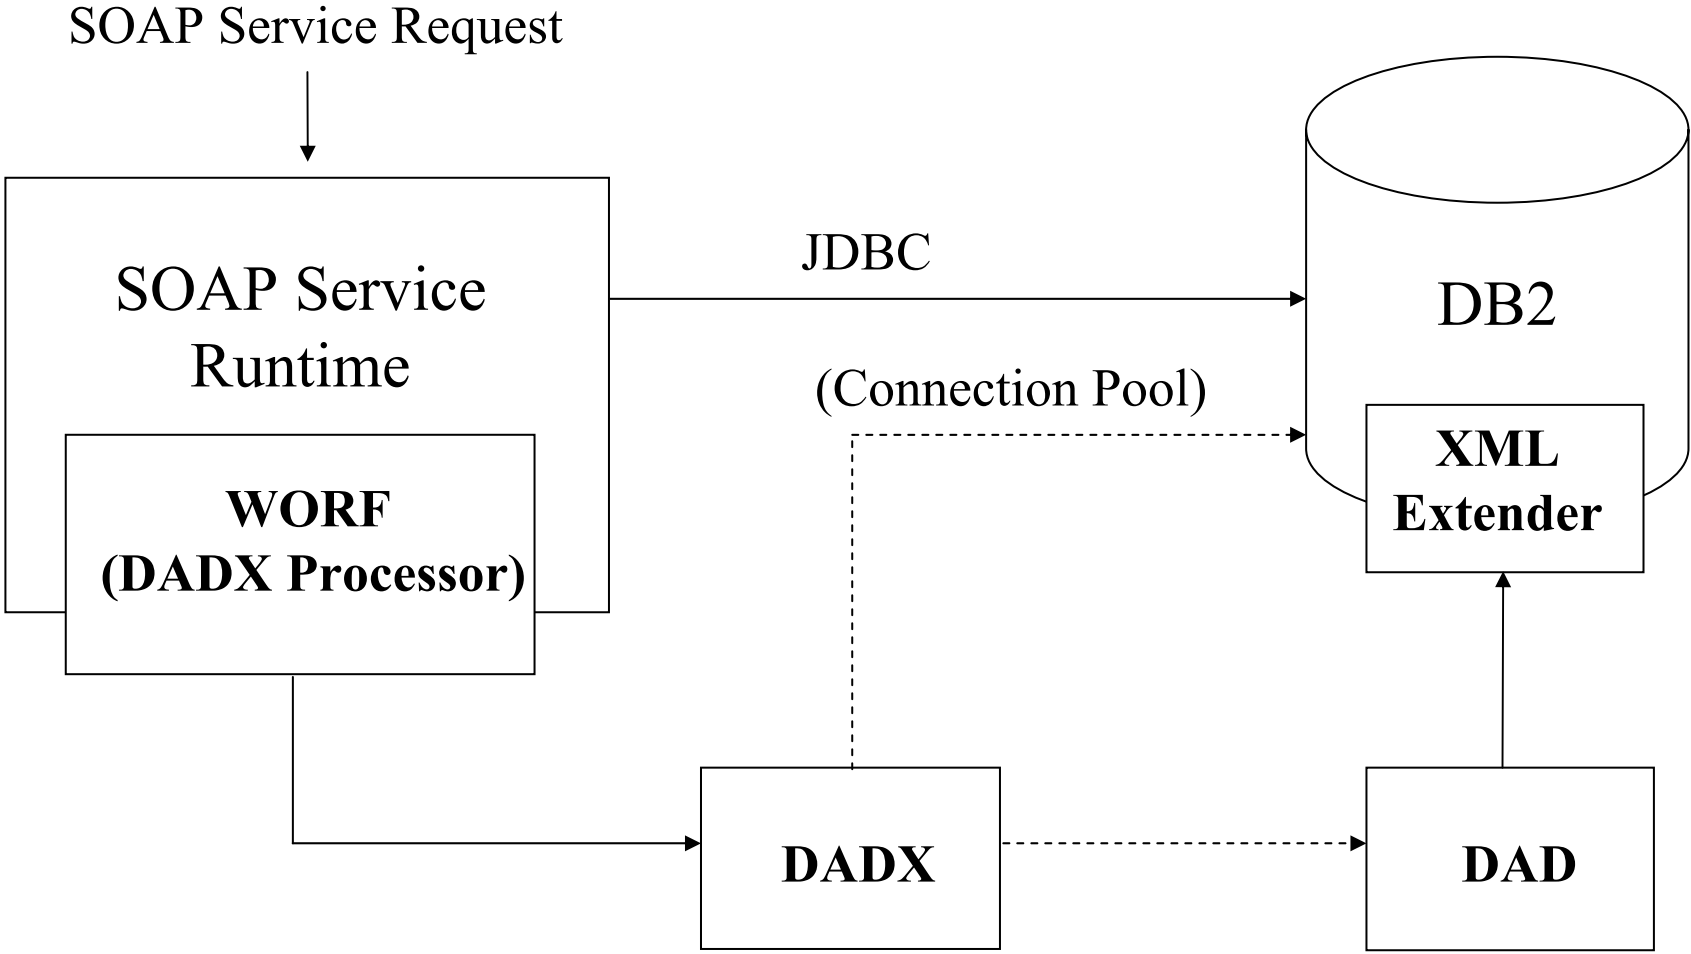 SOAP Service Request
SOAP Service
Runtime
WORF
(DADX Processor)
JDBC
(Connection Pool)
DB2
XML
Extender
DADX
DAD